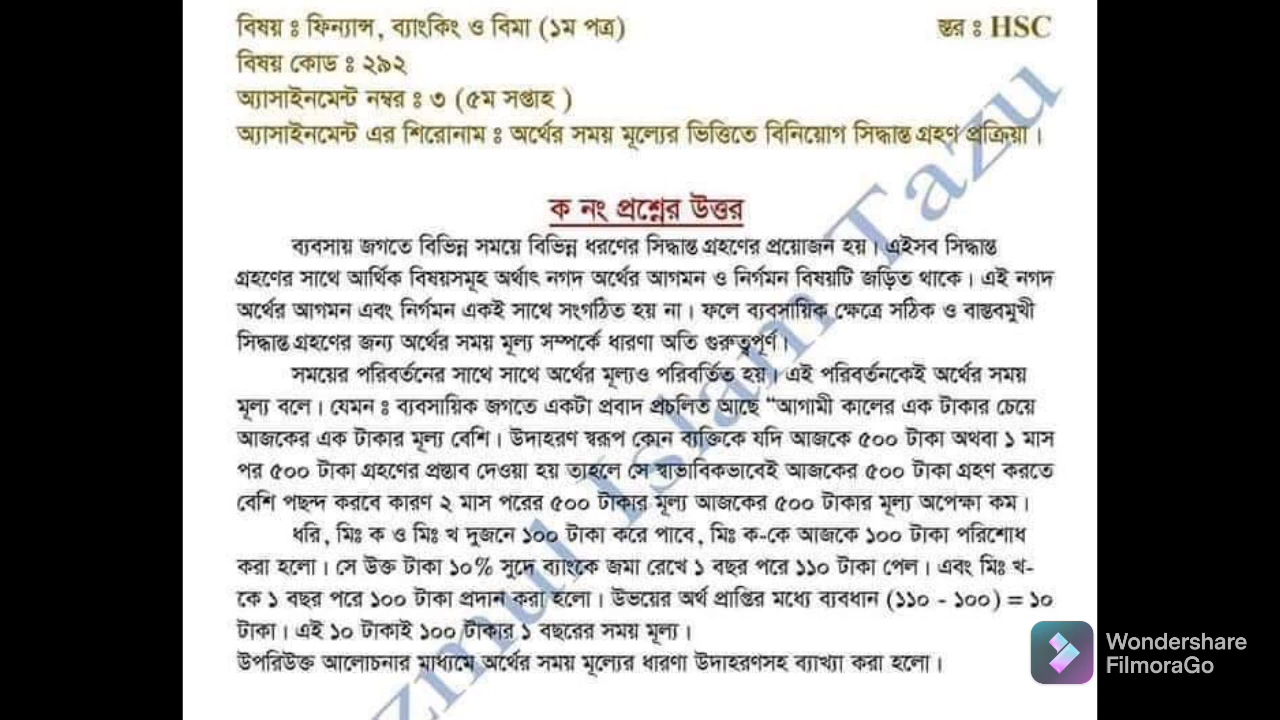 বিষয় ঃ ফিন্যান্স, ব্যাংকিং ও বিমা (১ম পত্র) স্তর ঃ HSC
বিষয় কোড ঃ ২৯২
অ্যাসাইনমেন্ট নম্বর ঃ ৩ (৫ম সপ্তাহ )
অ্যাসাইনমেন্ট এর শিরোনাম ঃ অর্থের সময় মূল্যের ভিত্তিতে বিনিয়োগ সিদ্ধান্ত গ্রহণ প্রক্রিয়া।
ক নং প্রশ্নের উত্তর
ব্যবসায় জগতে বিভিন্ন সময়ে বিভিন্ন ধরণের সিদ্ধান্ত গ্রহণের প্রয়োজন হয়। এইসব সিদ্ধান্ত
গ্রহণের সাথে আর্থিক বিষয়সমূহ অর্থাৎ নগদ অর্থের আগমন ও নির্গমন বিষয়টি জড়িত থাকে। এই নগদ
অর্থের আগমন এবং নির্গমন একই সাথে সংগঠিত হয় না। ফলে ব্যবসায়িক ক্ষেত্রে সঠিক ও বাস্তবমুখী
সিদ্ধান্ত গ্রহণের জন্য অর্থের সময় মূল্য সম্পর্কে ধারণা অতি গুরুত্বপূর্ণ।
সময়ের পরিবর্তনের সাথে সাথে অর্থের মূল্যও পরিবর্তিত হয়। এই পরিবর্তনকেই অর্থের সময়
মূল্য বলে। যেমন ঃ ব্যবসায়িক জগতে একটা প্রবাদ প্রচলিত আছে "আগামী কালের এক টাকার চেয়ে
আজকের এক টাকার মূল্য বেশি। উদাহরণ স্বরূপ কোন ব্যক্তিকে যদি আজকে ৫০০ টাকা অথবা ১ মাস
পর ৫০০ টাকা গ্রহণের প্রস্তাব দেওয়া হয় তাহলে সে স্বাভাবিকভাবেই আজকের ৫০০ টাকা গ্রহণ করতে
বেশি পছন্দ করবে কারণ ২ মাস পরের ৫০০ টাকার মূল্য আজকের ৫০০ টাকার মূল্য অপেক্ষা কম।
ধরি, মিঃ ক ও মিঃ খ দুজনে ১০০ টাকা করে পাবে, মিঃ ক-কে আজকে ১০০ টাকা পরিশোধ
করা হলো। সে উক্ত টাকা ১০% সুদে ব্যাংকে জমা রেখে ১ বছর পরে ১১০ টাকা পেল। এবং মিঃ খ-
কে ১ বছর পরে ১০০ টাকা প্রদান করা হলো। উভয়ের অর্থ প্রাপ্তির মধ্যে ব্যবধান (১১০ - ১০০) = ১০
টাকা। এই ১০ টাকাই ১০০ টাকার ১ বছরের সময় মূল্য।
উপরিউক্ত আলোচনার মাধ্যমে অর্থের সময় মূল্যের ধারণা উদাহরণসহ ব্যাখ্যা করা হলো।
Islam Tazu
Wondershare
FilmoraGo